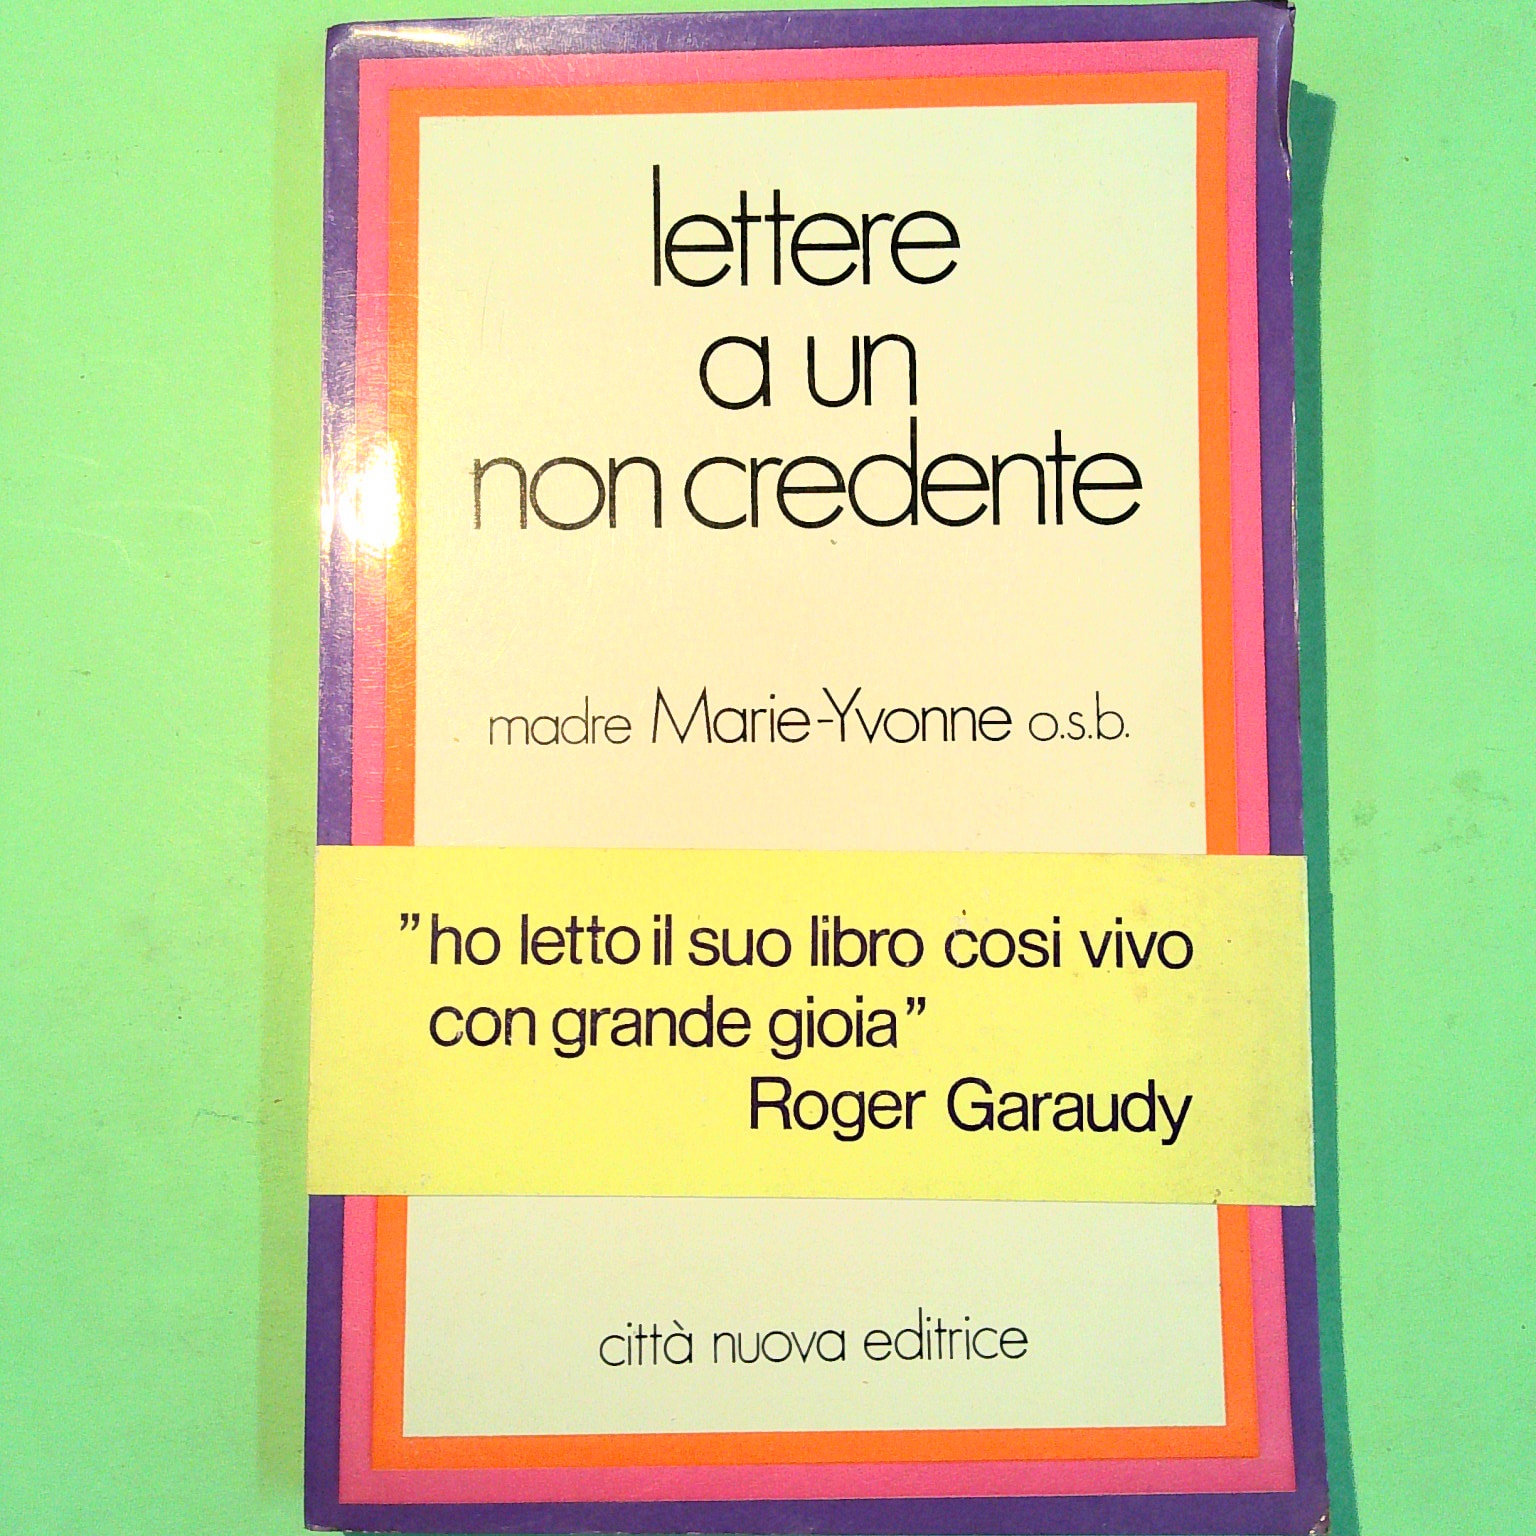 lettere
a un
non credente
madre Marie-Yvonne o.s.b.
”ho letto il suo libro cosi vivo
con grande gioia”
Roger Garaudy
città nuova editrice